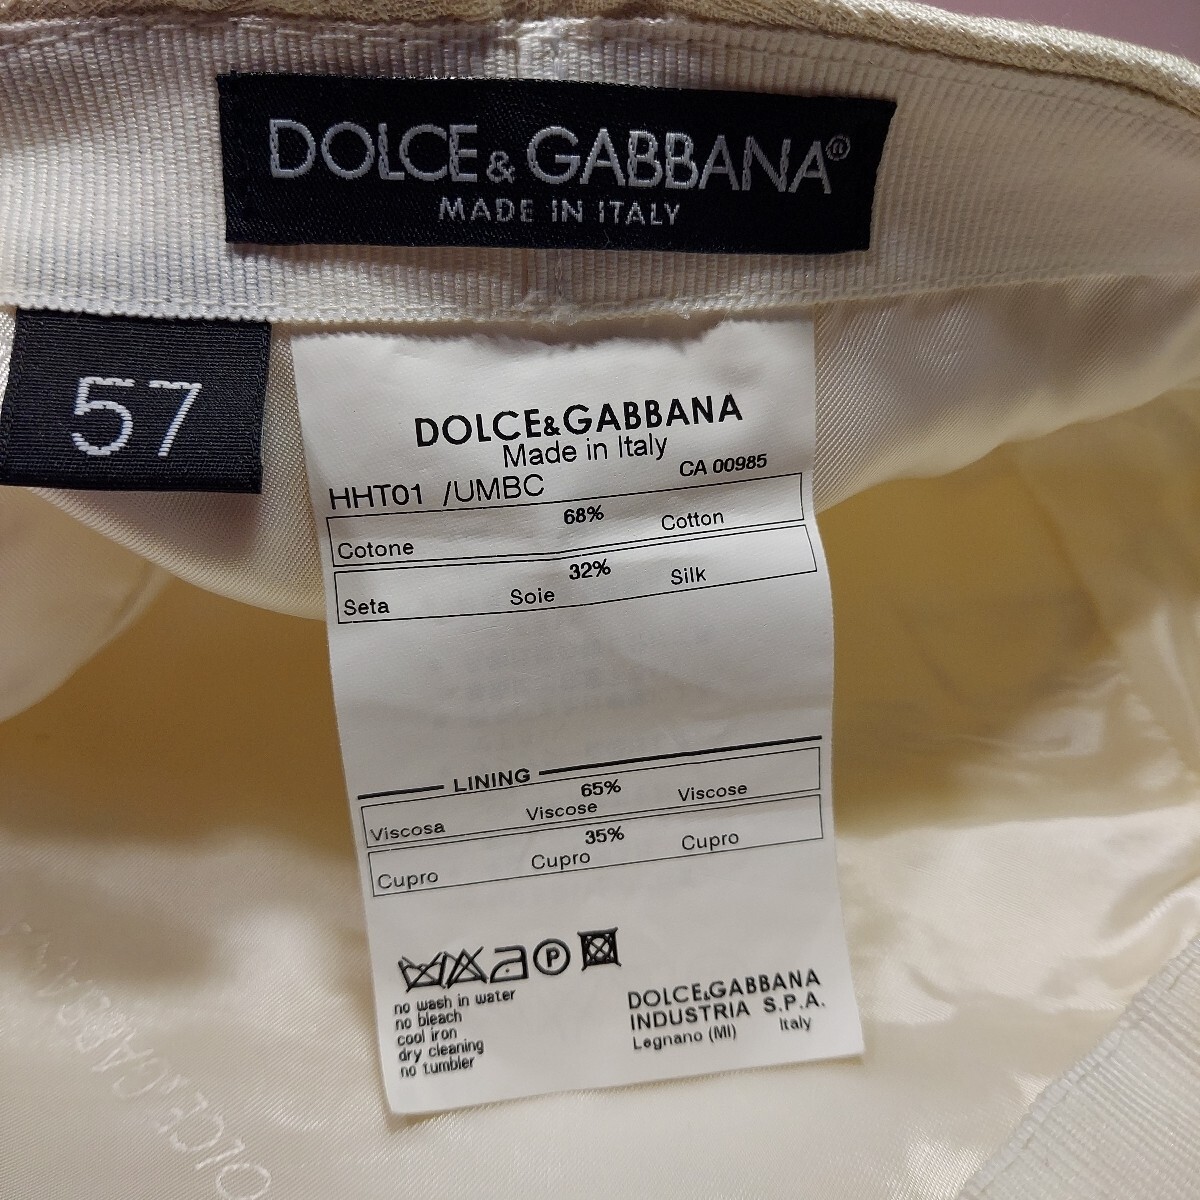 DOLCE & GABBANA®
MADE IN ITALY
57
DOLCE&GABBANA
Made in Italy
HHT01 /UMBC CA 00985
68%
Cotone Cotton
32%
Seta Soie Silk
LINING
65%
Viscosa Viscose Viscose
35%
Cupro Cupro Cupro
P
no wash in water
no bleach
cool iron
dry cleaning
no tumbler
DOLCE&GABBANA
INDUSTRIA S.P.A.
Legnano (MI) Italy